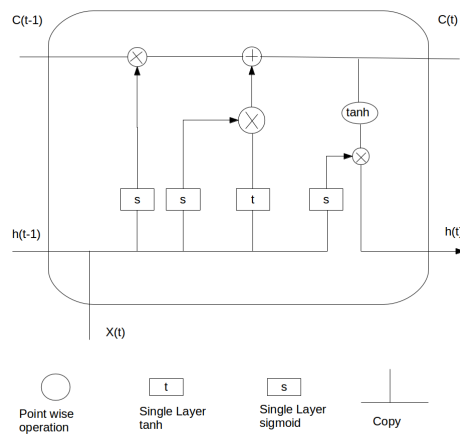 C(t-1)
C(t)
tanh
s
s
t
s
h(t-1)
h(t)
X(t)
t
s
Point wise
operation
Single Layer
tanh
Single Layer
sigmoid
Copy